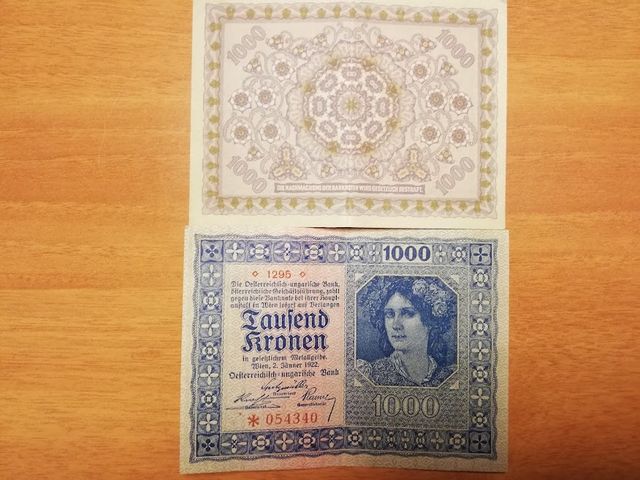 1000 1000
1000 1000
DIE NACHMACHUNG DER BANKNOTEN WIRD GESETZLICH BESTRAFT.
1000
◇ 1295 ◇
Die Oesterreichisch-ungarische Bank,
österreichische Geschäftsführung, zahlt
gegen diese Banknote bei ihrer Haupt-
anstalt in Wien sofort auf Verlangen
Tausend
Kronen
in gesetzlichem Metallgelde.
Wien, 2. Jänner 1922.
Oesterreichisch-ungarische Bank
* 054340
1000